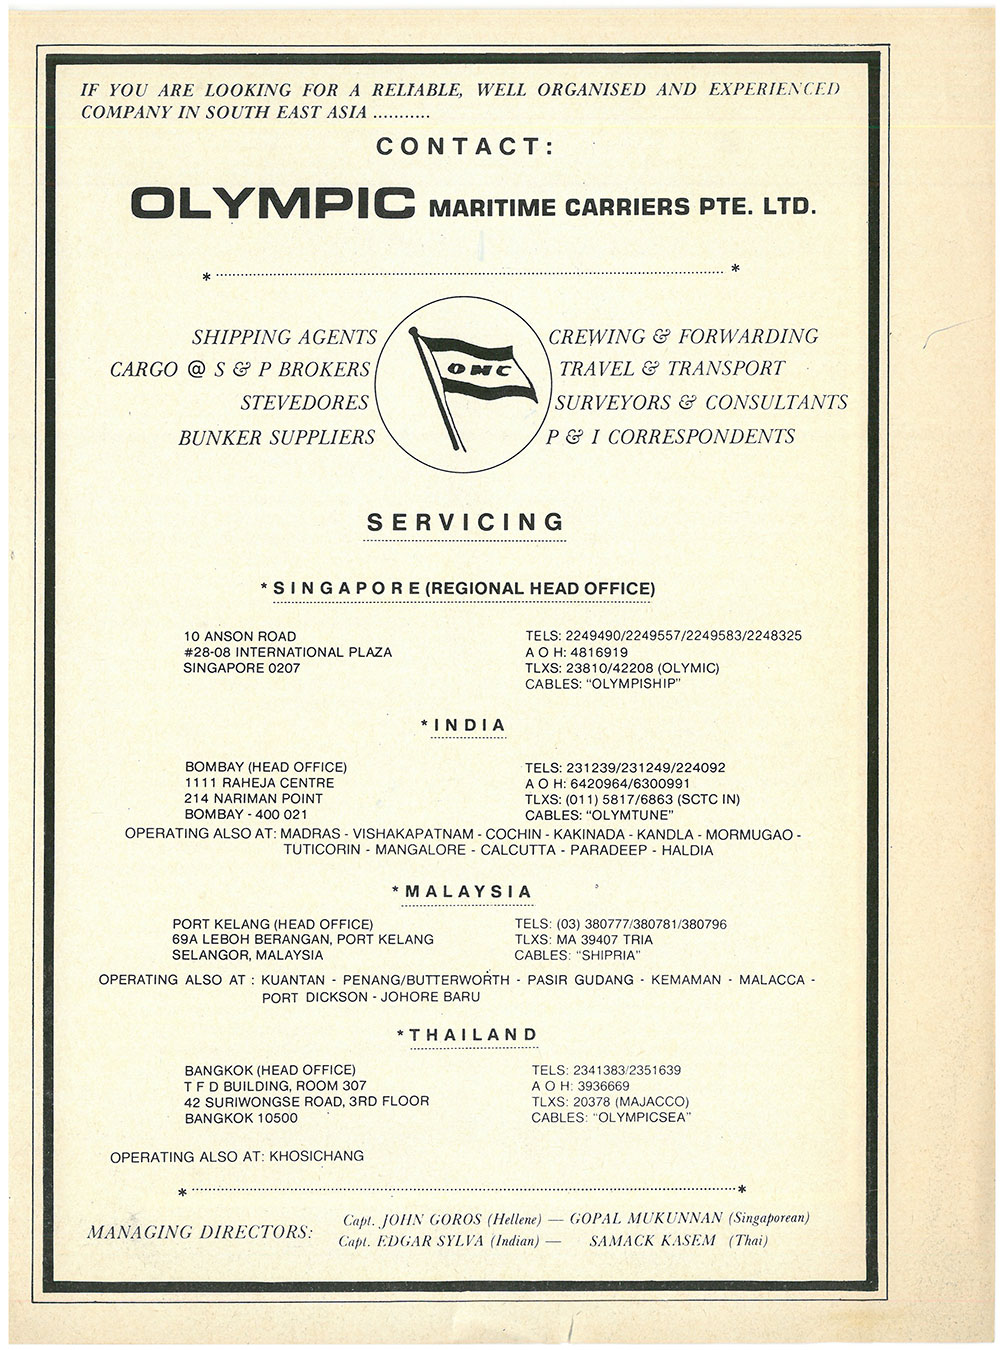 IF YOU ARE LOOKING FOR A RELIABLE, WELL ORGANISED AND EXPERIENCED
COMPANY IN SOUTH EAST ASIA ...........
CONTACT:
OLYMPIC MARITIME CARRIERS PTE. LTD.
SHIPPING AGENTS
CARGO @ S & P BROKERS
STEVEDORES
BUNKER SUPPLIERS
OMC
CREWING & FORWARDING
TRAVEL & TRANSPORT
SURVEYORS & CONSULTANTS
P & I CORRESPONDENTS
SERVICING
*SINGAPORE (REGIONAL HEAD OFFICE)
10 ANSON ROAD
#28-08 INTERNATIONAL PLAZA
SINGAPORE 0207
TELS: 2249490/2249557/2249583/2248325
A O H: 4816919
TLXS: 23810/42208 (OLYMIC)
CABLES: "OLYMPISHIP"
*INDIA
BOMBAY (HEAD OFFICE)
1111 RAHEJA CENTRE
214 NARIMAN POINT
BOMBAY - 400 021
TELS: 231239/231249/224092
A O H: 6420964/6300991
TLXS: (011) 5817/6863 (SCTC IN)
CABLES: "OLYMTUNE"
OPERATING ALSO AT: MADRAS - VISHAKAPATNAM - COCHIN - KAKINADA - KANDLA - MORMUGAO -
TUTICORIN - MANGALORE - CALCUTTA - PARADEEP - HALDIA
*MALAYSIA
PORT KELANG (HEAD OFFICE)
69A LEBOH BERANGAN, PORT KELANG
SELANGOR, MALAYSIA
TELS: (03) 380777/380781/380796
TLXS: MA 39407 TRIA
CABLES: "SHIPRIA"
OPERATING ALSO AT : KUANTAN - PENANG/BUTTERWORTH - PASIR GUDANG - KEMAMAN - MALACCA -
PORT DICKSON - JOHORE BARU
*THAILAND
BANGKOK (HEAD OFFICE)
T F D BUILDING, ROOM 307
42 SURIWONGSE ROAD, 3RD FLOOR
BANGKOK 10500
TELS: 2341383/2351639
A O H: 3936669
TLXS: 20378 (MAJACCO)
CABLES: "OLYMPICSEA"
OPERATING ALSO AT: KHOSICHANG
MANAGING DIRECTORS:
Capt. JOHN GOROS (Hellene) — GOPAL MUKUNNAN (Singaporean)
Capt. EDGAR SYLVA (Indian) — SAMACK KASEM (Thai)